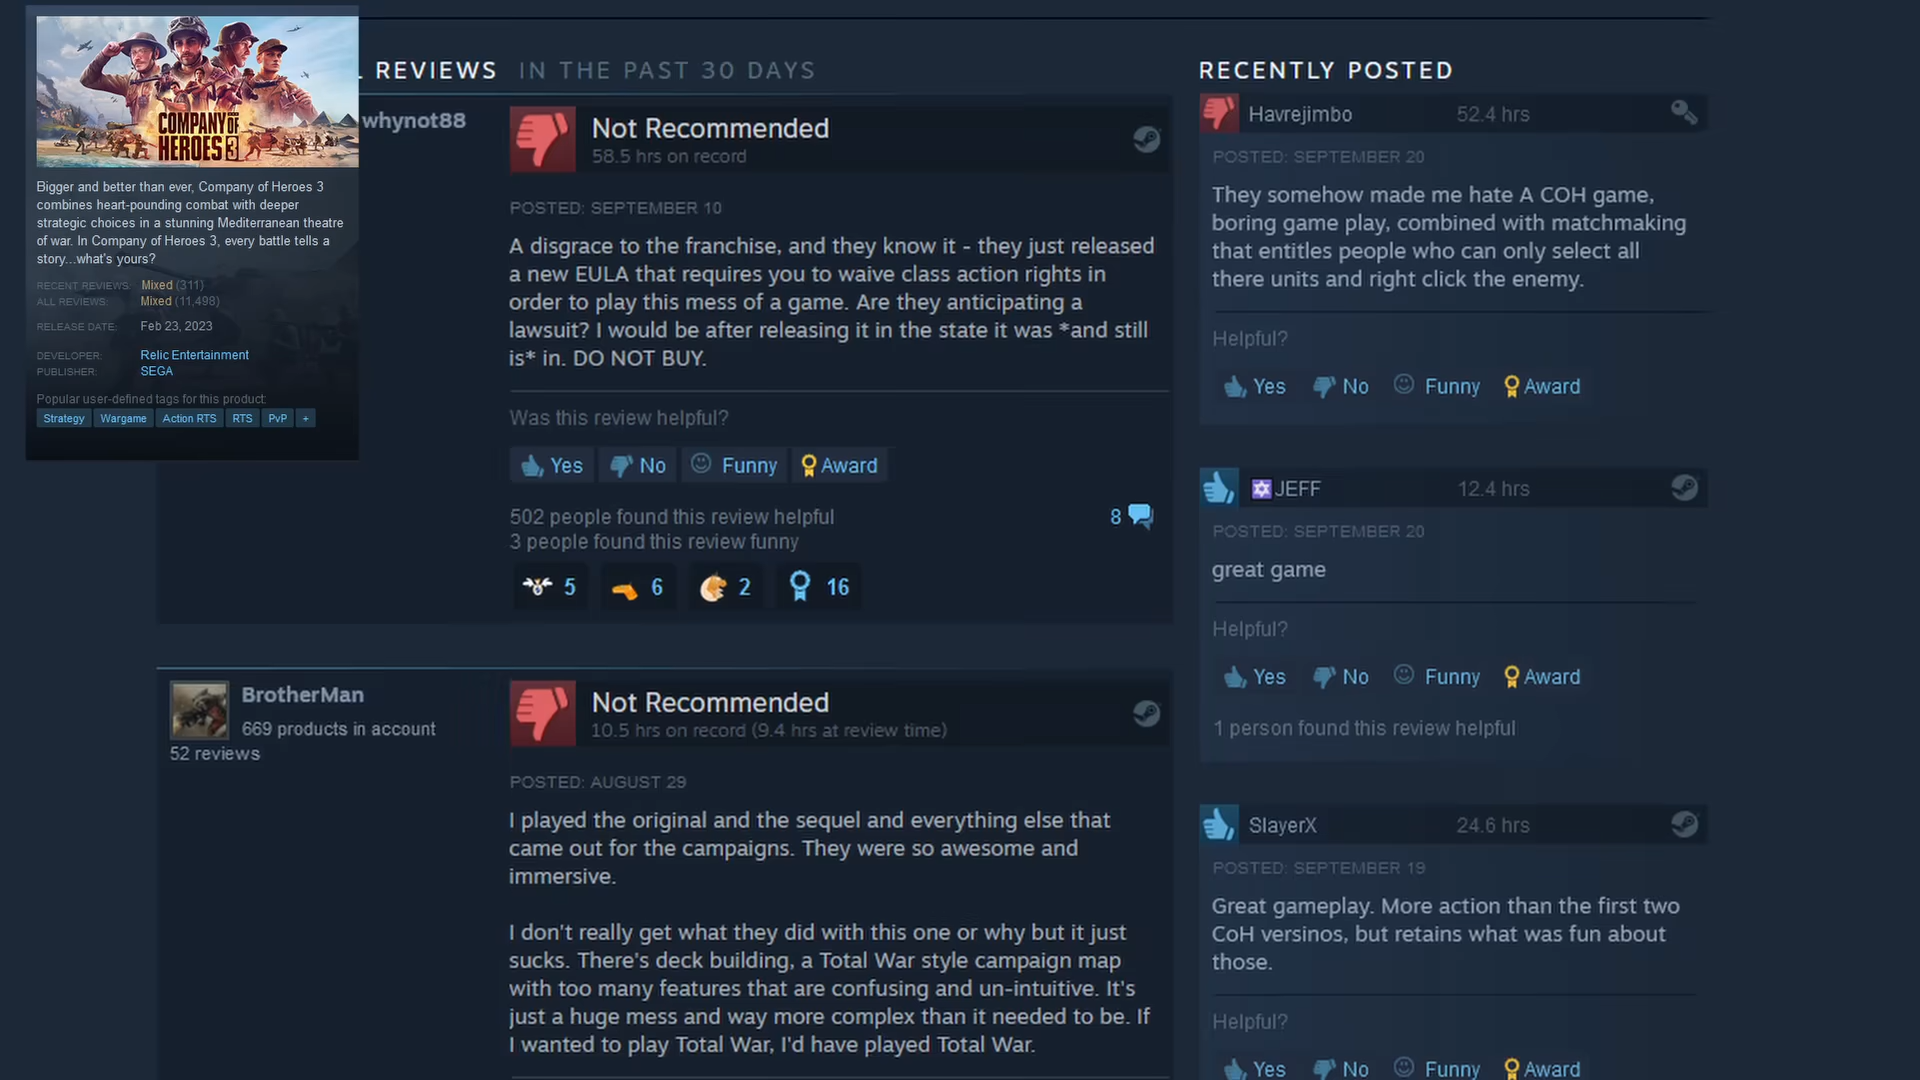 COMPANY OF
HEROES 3
Bigger and better than ever, Company of Heroes 3
combines heart-pounding combat with deeper
strategic choices in a stunning Mediterranean theatre
of war. In Company of Heroes 3, every battle tells a
story...what's yours?
RECENT REVIEWS: Mixed (311)
ALL REVIEWS: Mixed (11,498)
RELEASE DATE: Feb 23, 2023
DEVELOPER: Relic Entertainment
PUBLISHER: SEGA
Popular user-defined tags for this product:
Strategy Wargame Action RTS RTS PvP +
REVIEWS IN THE PAST 30 DAYS
whynot88
Not Recommended
58.5 hrs on record
POSTED: SEPTEMBER 10
A disgrace to the franchise, and they know it - they just released
a new EULA that requires you to waive class action rights in
order to play this mess of a game. Are they anticipating a
lawsuit? I would be after releasing it in the state it was *and still
is* in. DO NOT BUY.
Was this review helpful?
Yes No Funny Award
502 people found this review helpful
3 people found this review funny
8
5 6 2 16
BrotherMan
669 products in account
52 reviews
Not Recommended
10.5 hrs on record (9.4 hrs at review time)
POSTED: AUGUST 29
I played the original and the sequel and everything else that
came out for the campaigns. They were so awesome and
immersive.
I don't really get what they did with this one or why but it just
sucks. There's deck building, a Total War style campaign map
with too many features that are confusing and un-intuitive. It's
just a huge mess and way more complex than it needed to be. If
I wanted to play Total War, I'd have played Total War.
RECENTLY POSTED
Havrejimbo 52.4 hrs
POSTED: SEPTEMBER 20
They somehow made me hate A COH game,
boring game play, combined with matchmaking
that entitles people who can only select all
there units and right click the enemy.
Helpful?
Yes No Funny Award
JEFF 12.4 hrs
POSTED: SEPTEMBER 20
great game
Helpful?
Yes No Funny Award
1 person found this review helpful
SlayerX 24.6 hrs
POSTED: SEPTEMBER 19
Great gameplay. More action than the first two
CoH versinos, but retains what was fun about
those.
Helpful?
Yes No Funny Award